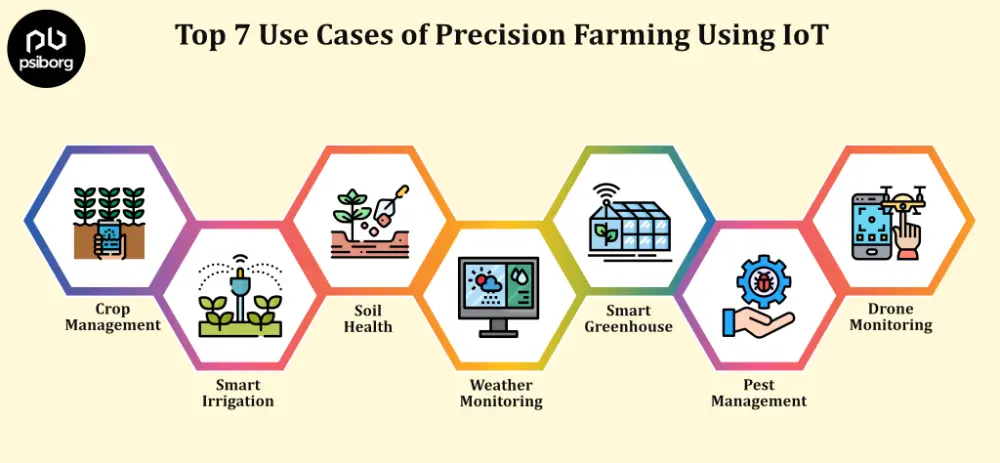 pb
psiborg
Top 7 Use Cases of Precision Farming Using IoT
Crop
Management
Smart
Irrigation
Soil
Health
Weather
Monitoring
Smart
Greenhouse
Pest
Management
Drone
Monitoring